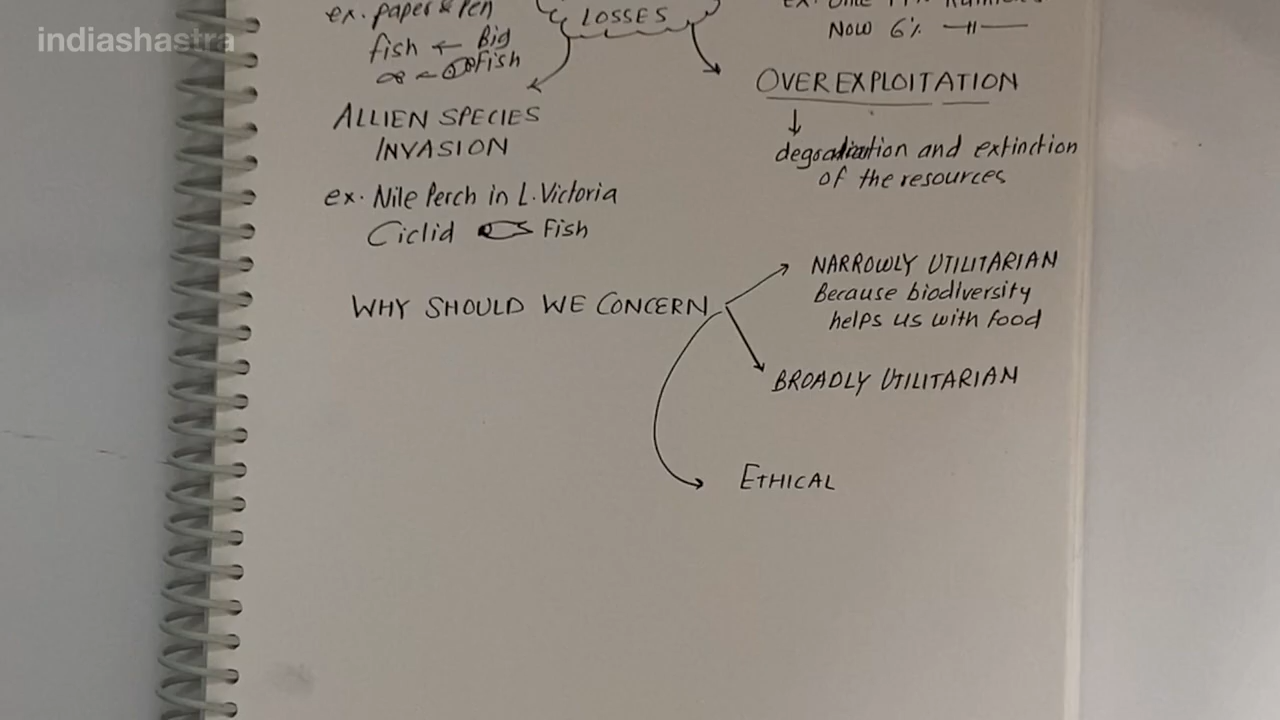 indiashastra
ex. paper & Pen
fish ← Big
Fish
LOSSES
Now 6%
ALLIEN SPECIES
INVASION
ex. Nile Perch in L. Victoria
Ciclid Fish
OVEREXPLOITATION
and extinction
of the resources
WHY SHOULD WE CONCERN
NARROWLY UTILITARIAN
Because biodiversity
helps us with food
BROADLY UTILITARIAN
ETHICAL